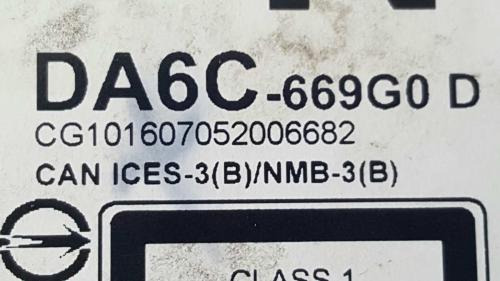 DA6C-669G0 D
CG101607052006682
CAN ICES-3(B)/NMB-3(B)
CLASS 1